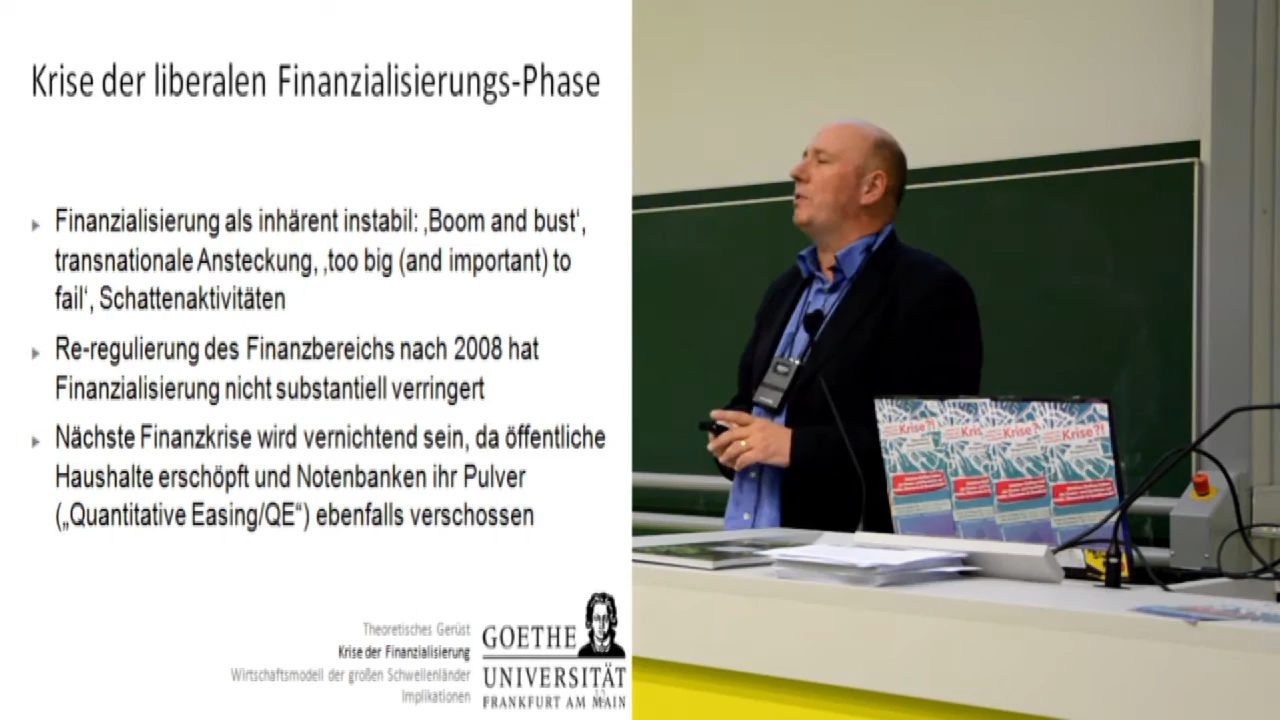 Krise der liberalen Finanzialisierungs-Phase
Finanzialisierung als inhärent instabil: ‚Boom and bust‘,
transnationale Ansteckung, ‚too big (and important) to
fail‘, Schattenaktivitäten
Re-regulierung des Finanzbereichs nach 2008 hat
Finanzialisierung nicht substantiell verringert
Nächste Finanzkrise wird vernichtend sein, da öffentliche
Haushalte erschöpft und Notenbanken ihr Pulver
(„Quantitative Easing/QE“) ebenfalls verschossen
Theoretisches Gerüst
Krise der Finanzialisierung
Wirtschaftsmodell der großen Schwellenländer
Implikationen
GOETHE
UNIVERSITÄT
FRANKFURT AM MAIN
Krise?!
Kris
Krise?
Krise?!